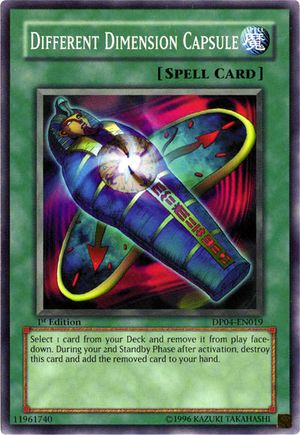 DIFFERENT DIMENSION CAPSULE 魔
[SPELL CARD]
1st Edition
DP04-EN019
Select 1 card from your Deck and remove it from play face-
down. During your 2nd Standby Phase after activation, destroy
this card and add the removed card to your hand.
11961740
©1996 KAZUKI TAKAHASHI